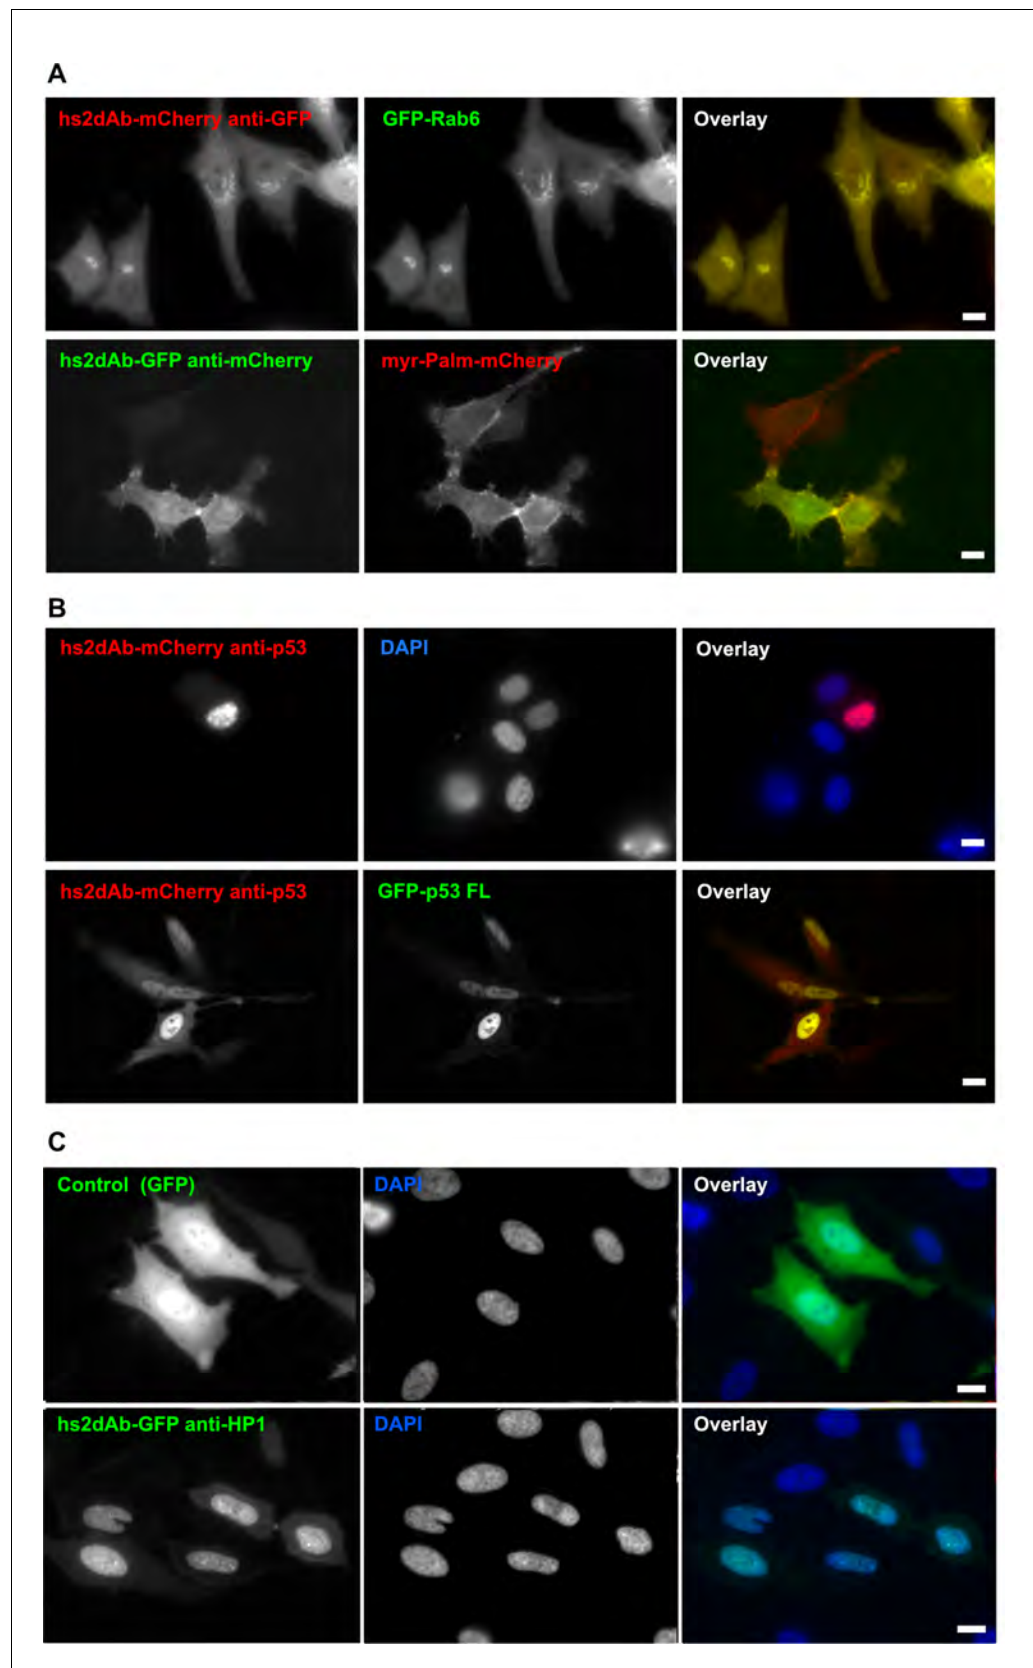 A
hs2dAb-mCherry anti-GFP
GFP-Rab6
Overlay
hs2dAb-GFP anti-mCherry
myr-Palm-mCherry
Overlay
B
hs2dAb-mCherry anti-p53
DAPI
Overlay
hs2dAb-mCherry anti-p53
GFP-p53 FL
Overlay
C
Control (GFP)
DAPI
Overlay
hs2dAb-GFP anti-HP1
DAPI
Overlay